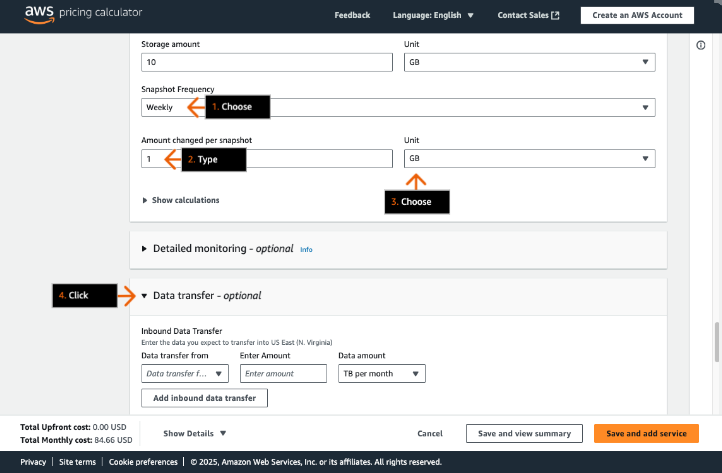 aws pricing calculator
Feedback Language: English Contact Sales Create an AWS Account
Storage amount Unit
10 GB
Snapshot Frequency
Weekly 1. Choose
Amount changed per snapshot Unit
1 2. Type GB
Show calculations 3. Choose
Detailed monitoring - optional Info
4. Click Data transfer - optional
Inbound Data Transfer
Enter the data you expect to transfer into US East (N. Virginia)
Data transfer from Enter Amount Data amount
Data transfer f... Enter amount TB per month
Add inbound data transfer
Total Upfront cost: 0.00 USD
Total Monthly cost: 84.66 USD
Show Details Cancel Save and view summary Save and add service
Privacy | Site terms | Cookie preferences | © 2025, Amazon Web Services, Inc. or its affiliates. All rights reserved.